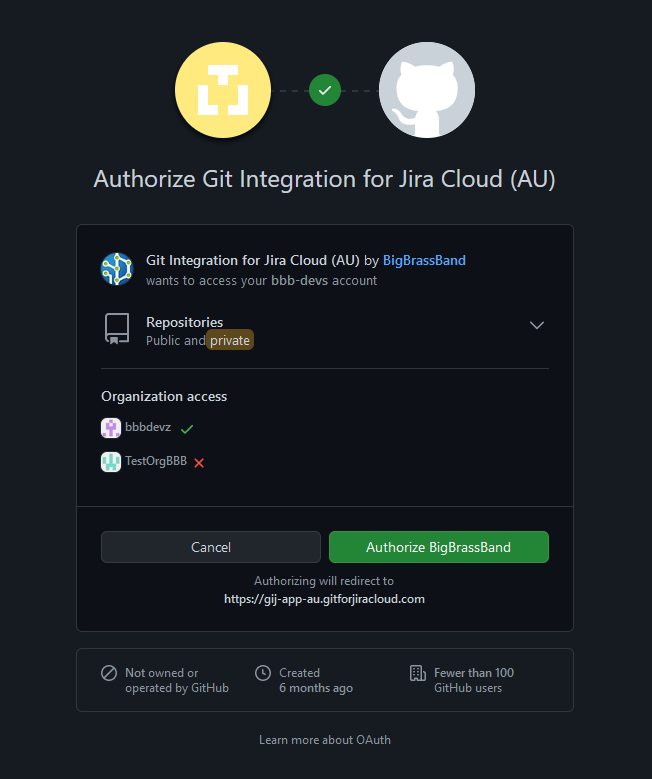 Authorize Git Integration for Jira Cloud (AU)
Git Integration for Jira Cloud (AU) by BigBrassBand
wants to access your bbb-devs account
Repositories
Public and private
Organization access
bbbdevz
TestOrgBBB
Cancel
Authorize BigBrassBand
Authorizing will redirect to
https://gij-app-au.gitforjiracloud.com
Not owned or
operated by GitHub
Created
6 months ago
Fewer than 100
GitHub users
Learn more about OAuth